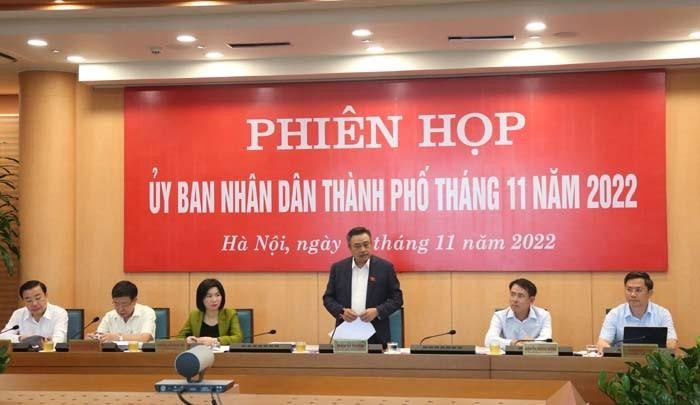 PHIÊN HỌP
ỦY BAN NHÂN DÂN THÀNH PHỐ THÁNG 11 NĂM 2022
Hà Nội, ngày tháng 11 năm 2022